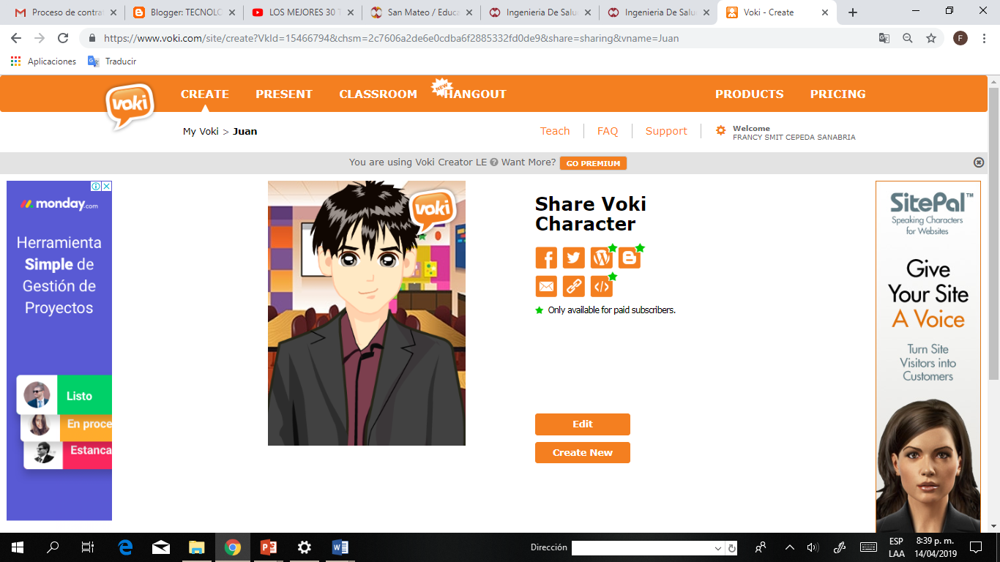 Proceso de contrat
Blogger: TECNOLO
LOS MEJORES 30 T
San Mateo / Educa
Ingenieria De Salu
Ingenieria De Salu
Voki - Create
https://www.voki.com/site/create?VkId=15466794&chsm=2c7606a2de6e0cdba6f2885332fd0de9&share=sharing&vname=Juan
F
Aplicaciones
Traducir
voki
CREATE
PRESENT
CLASSROOM
NEW
HANGOUT
PRODUCTS
PRICING
My Voki > Juan
Teach
FAQ
Support
Welcome
FRANCY SMIT CEPEDA SANABRIA
You are using Voki Creator LE ? Want More? GO PREMIUM
monday.com
Herramienta
Simple de
Gestión de
Proyectos
Listo
En proce
Estanca
voki
Share Voki
Character
Only available for paid subscribers.
Edit
Create New
SitePal™
Speaking Characters
for Websites
Give
Your Site
A Voice
Turn Site
Visitors into
Customers
Dirección
ESP
LAA
8:39 p. m.
14/04/2019